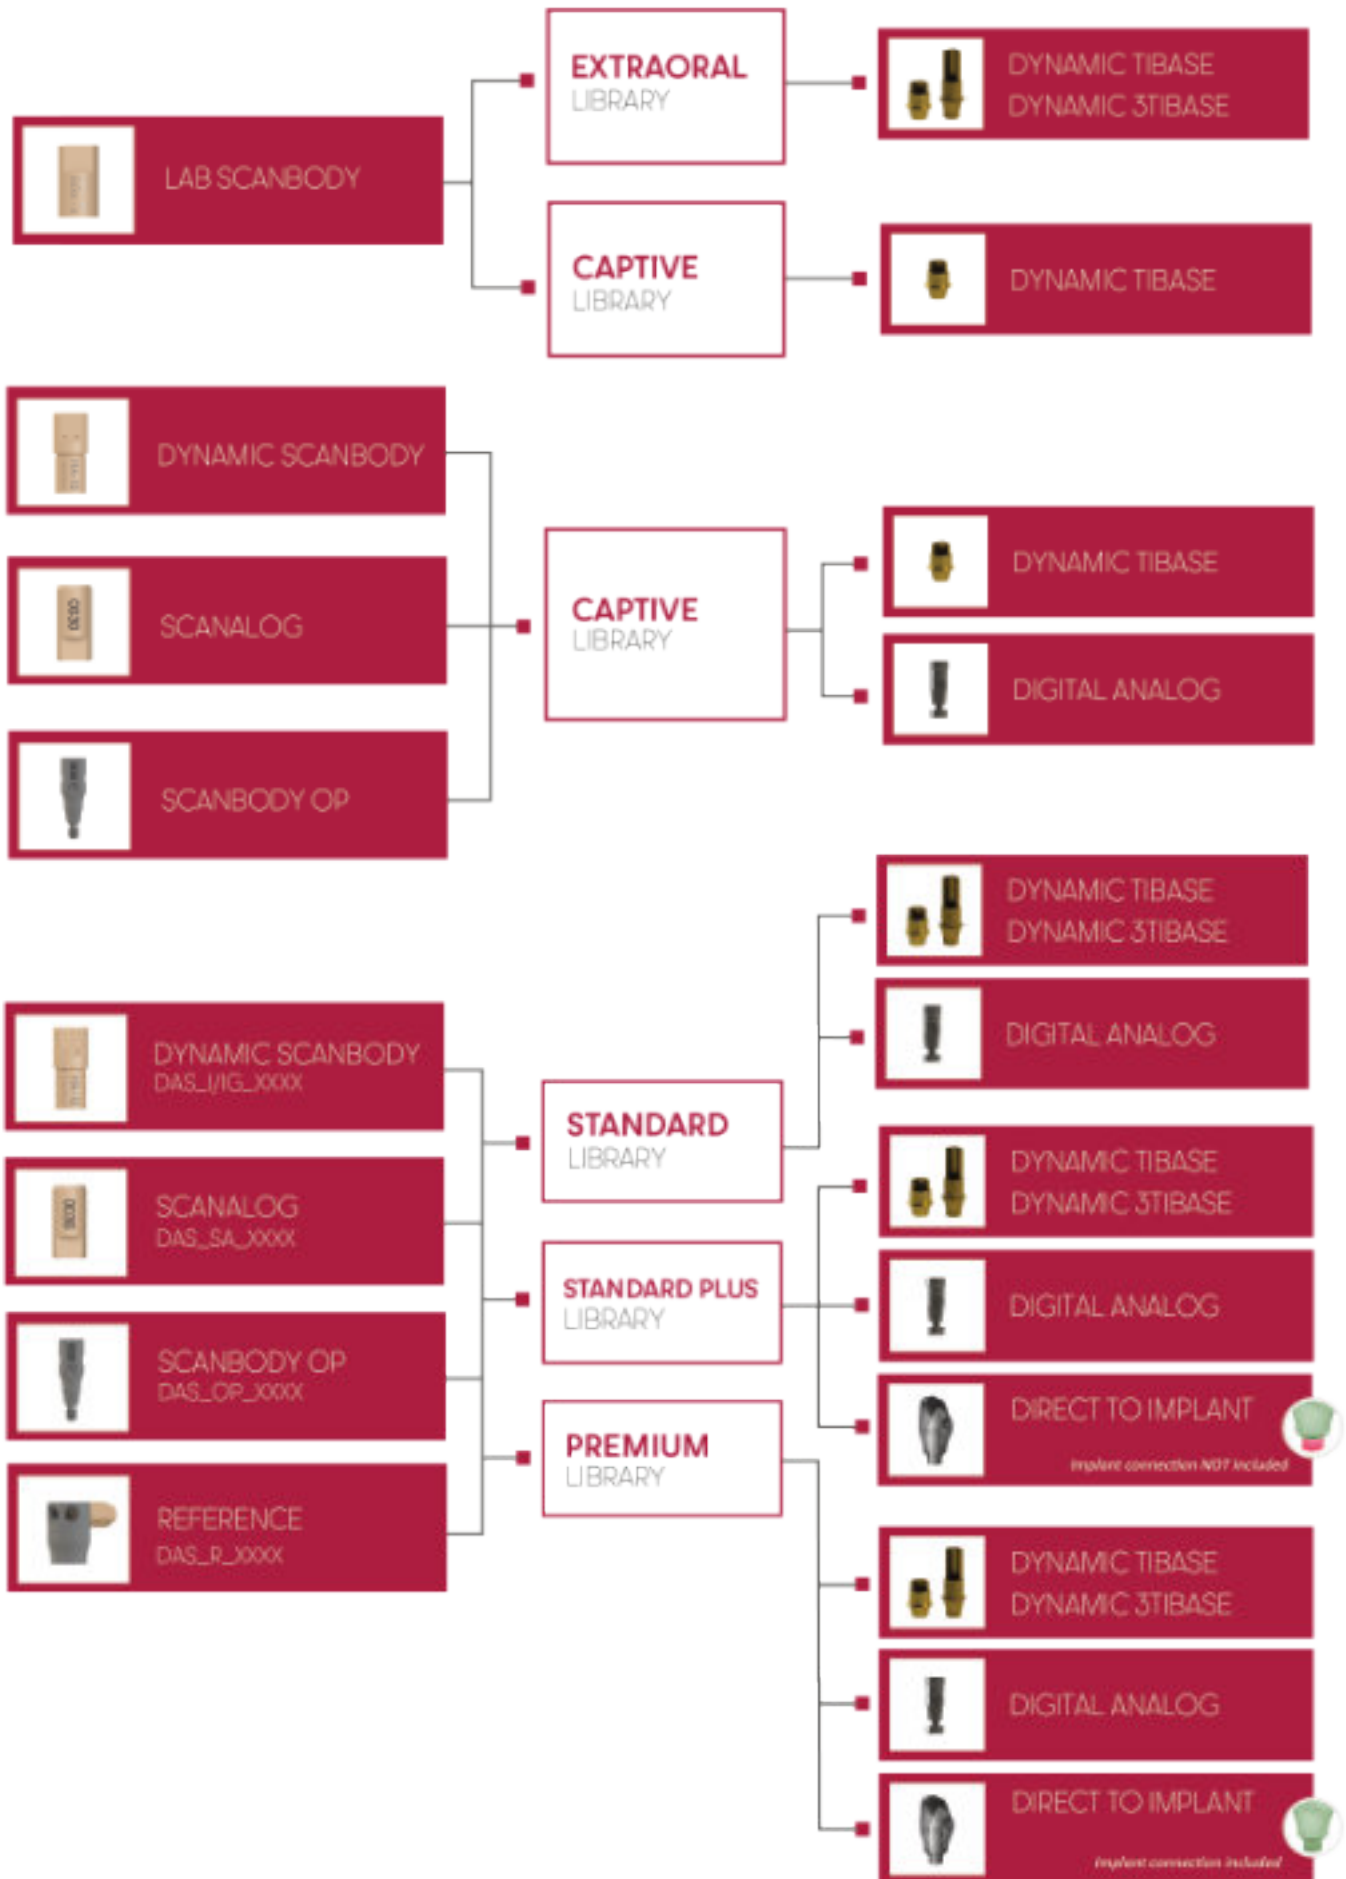 LAB SCANBODY
EXTRAORAL
LIBRARY
DYNAMIC TIBASE
DYNAMIC 3TIBASE
CAPTIVE
LIBRARY
DYNAMIC TIBASE
DYNAMIC SCANBODY
SCANALOG
SCANBODY OP
CAPTIVE
LIBRARY
DYNAMIC TIBASE
DIGITAL ANALOG
DYNAMIC SCANBODY
DAS_I/IG_XXXX
SCANALOG
DAS_SA_XXXX
SCANBODY OP
DAS_OP_XXXX
REFERENCE
DAS_R_XXXX
STANDARD
LIBRARY
STANDARD PLUS
LIBRARY
PREMIUM
LIBRARY
DYNAMIC TIBASE
DYNAMIC 3TIBASE
DIGITAL ANALOG
DYNAMIC TIBASE
DYNAMIC 3TIBASE
DIGITAL ANALOG
DIRECT TO IMPLANT
Implant connection NOT included
DYNAMIC TIBASE
DYNAMIC 3TIBASE
DIGITAL ANALOG
DIRECT TO IMPLANT
Implant connection included